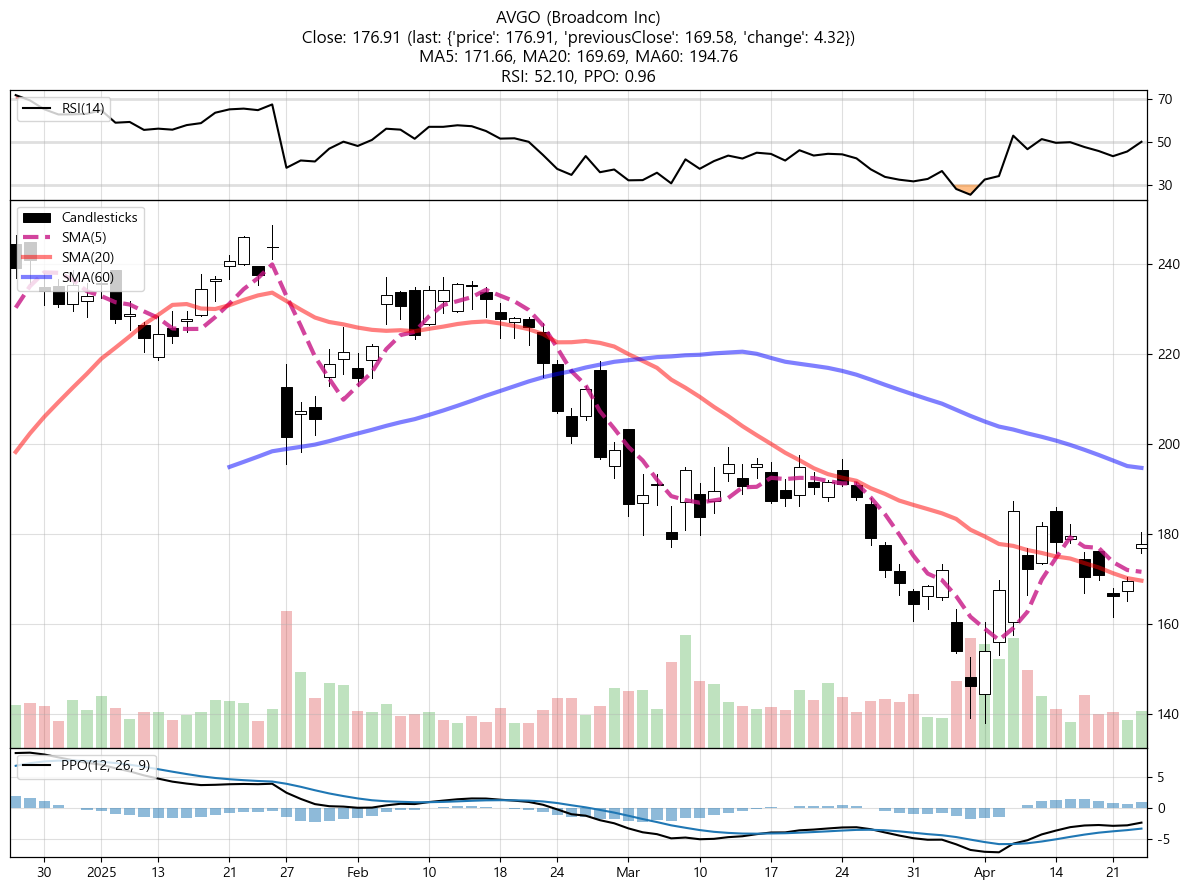 AVGO (Broadcom Inc)
Close: 176.91 (last: {'price': 176.91, 'previousClose': 169.58, 'change': 4.32})
MA5: 171.66, MA20: 169.69, MA60: 194.76
RSI: 52.10, PPO: 0.96
RSI(14)
70
50
30
Candlesticks
SMA(5)
SMA(20)
SMA(60)
240
220
200
180
160
140
PPO(12, 26, 9)
5
0
-5
30 2025 13 21 27 Feb 10 18 24 Mar 10 17 24 31 Apr 14 21